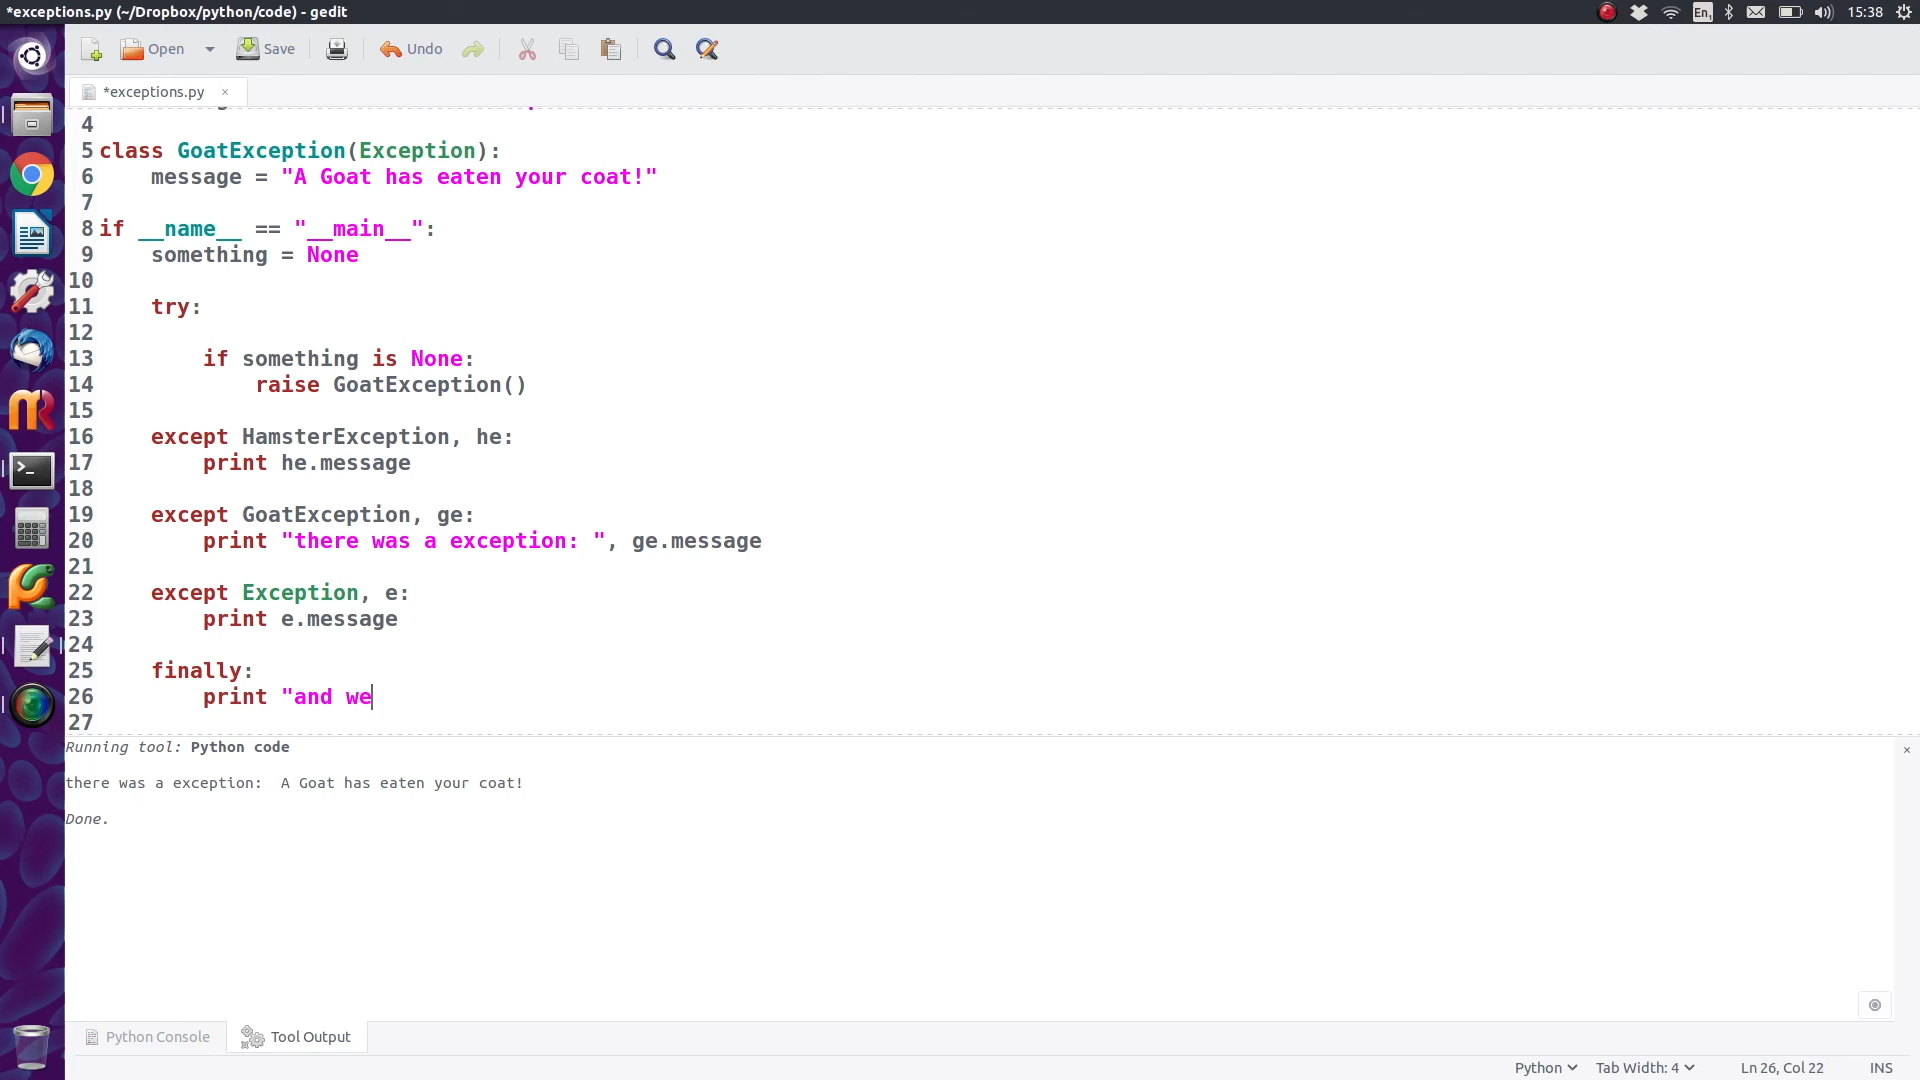 *exceptions.py (~/Dropbox/python/code) - gedit
En1
15:38
Open
Save
Undo
*exceptions.py ×
4
5 class GoatException(Exception):
6     message = "A Goat has eaten your coat!"
7
8 if __name__ == "__main__":
9     something = None
10
11     try:
12
13         if something is None:
14             raise GoatException()
15
16     except HamsterException, he:
17         print he.message
18
19     except GoatException, ge:
20         print "there was a exception: ", ge.message
21
22     except Exception, e:
23         print e.message
24
25     finally:
26         print "and we
27
Running tool: Python code
there was a exception:  A Goat has eaten your coat!
Done.
Python Console
Tool Output
Python
Tab Width: 4
Ln 26, Col 22
INS